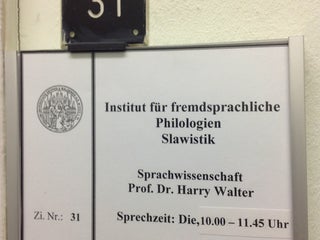 31
Institut für fremdsprachliche
Philologien
Slawistik
Sprachwissenschaft
Prof. Dr. Harry Walter
Zi. Nr.: 31
Sprechzeit: Die,10.00 – 11.45 Uhr